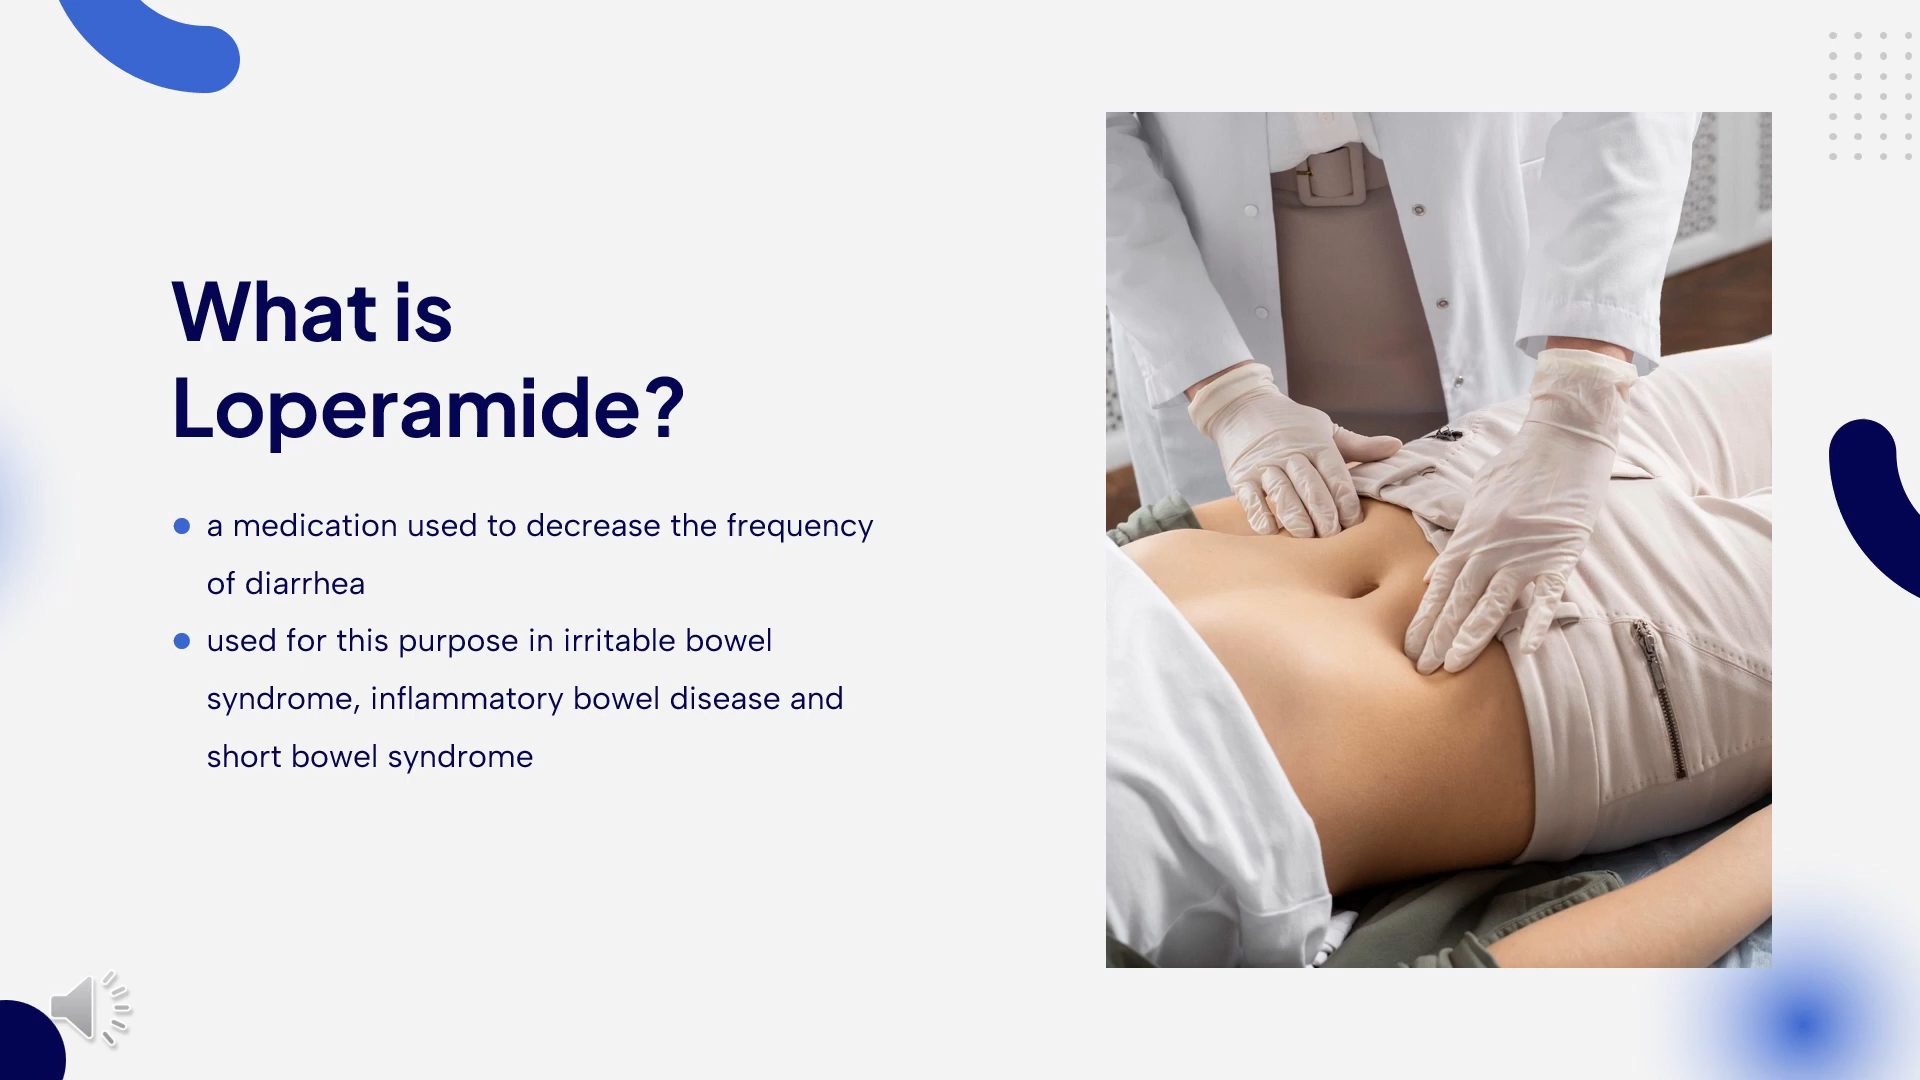 What is
Loperamide?
a medication used to decrease the frequency
of diarrhea
used for this purpose in irritable bowel
syndrome, inflammatory bowel disease and
short bowel syndrome